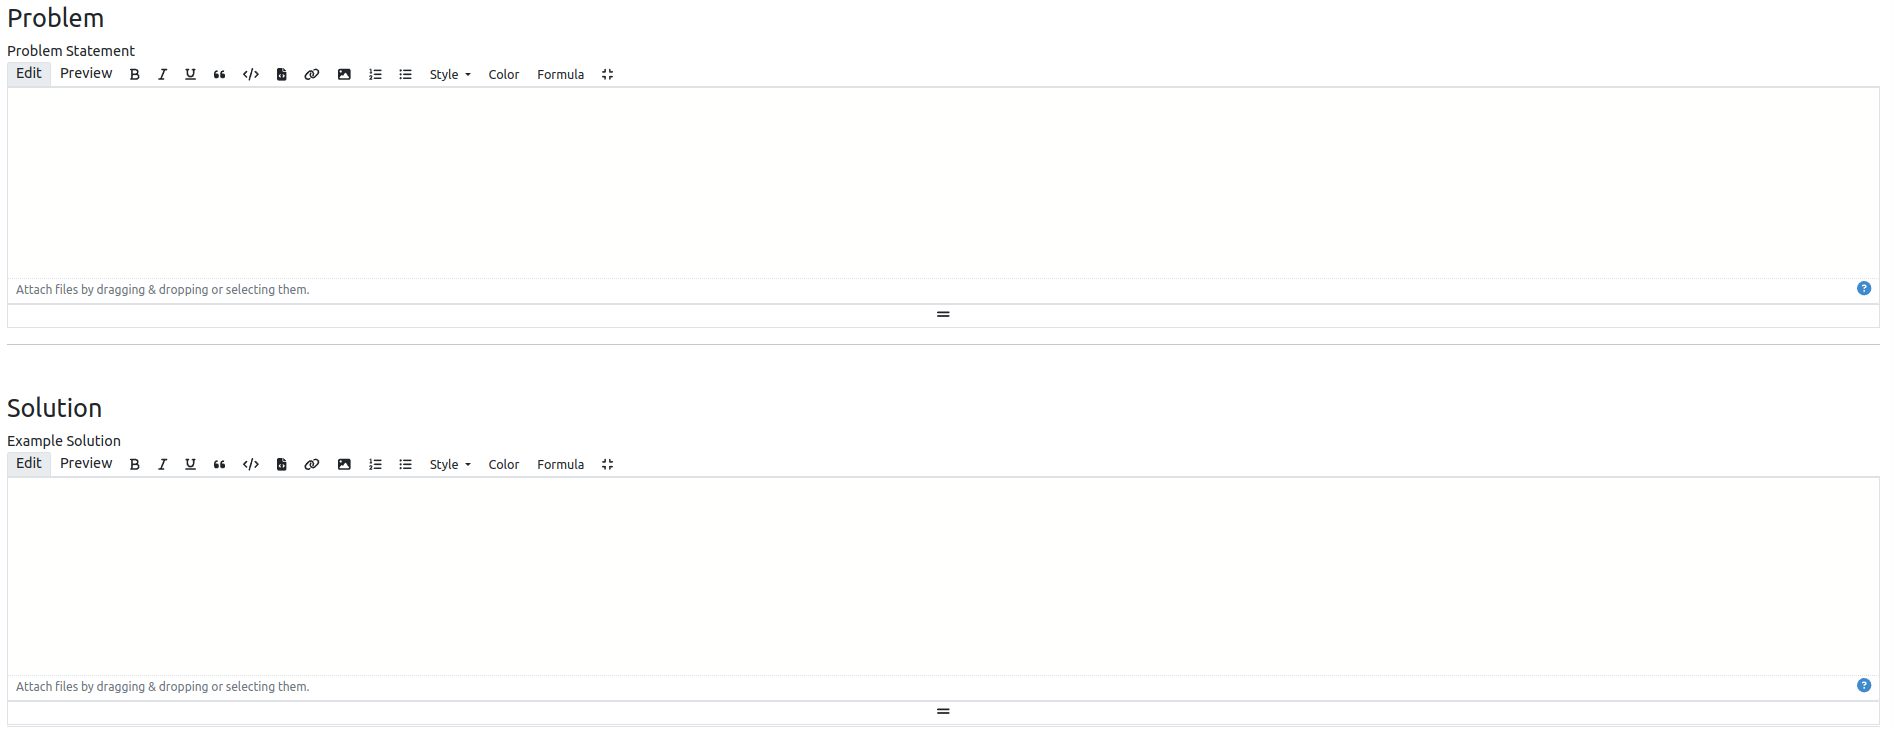 Problem
Problem Statement
Edit Preview B I U Style Color Formula
Attach files by dragging & dropping or selecting them. ?
Solution
Example Solution
Edit Preview B I U Style Color Formula
Attach files by dragging & dropping or selecting them. ?